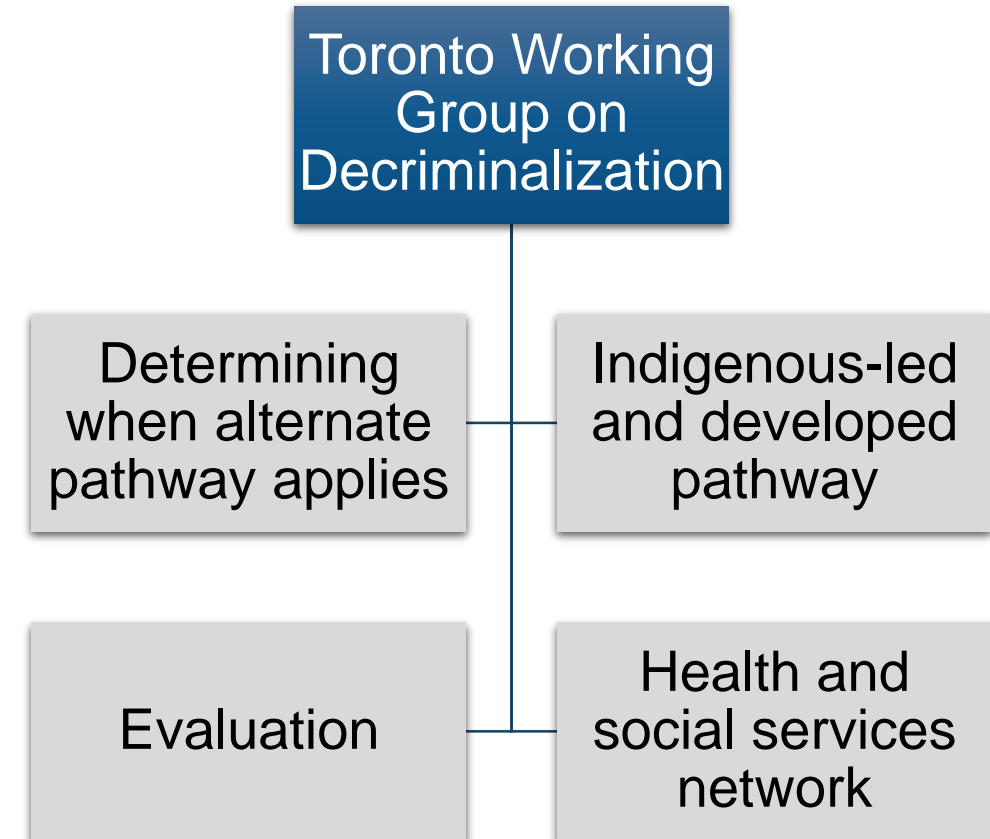 Toronto Working
Group on
Decriminalization
Determining
when alternate
pathway applies
Indigenous-led
and developed
pathway
Evaluation
Health and
social services
network